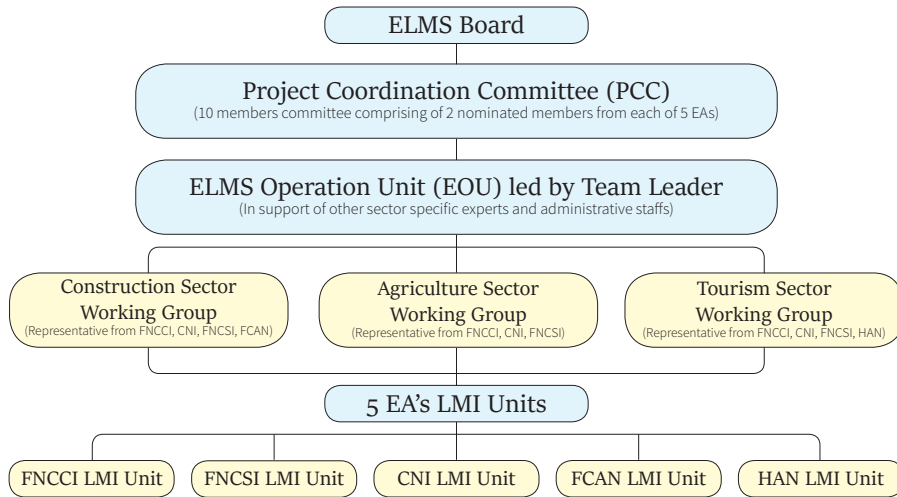 ELMS Board
Project Coordination Committee (PCC)
(10 members committee comprising of 2 nominated members from each of 5 EAs)
ELMS Operation Unit (EOU) led by Team Leader
(In support of other sector specific experts and administrative staffs)
Construction Sector
Working Group
(Representative from FNCCI, CNI, FNCSI, FCAN)
Agriculture Sector
Working Group
(Representative from FNCCI, CNI, FNCSI)
Tourism Sector
Working Group
(Representative from FNCCI, CNI, FNCSI, HAN)
5 EA's LMI Units
FNCCI LMI Unit
FNCSI LMI Unit
CNI LMI Unit
FCAN LMI Unit
HAN LMI Unit